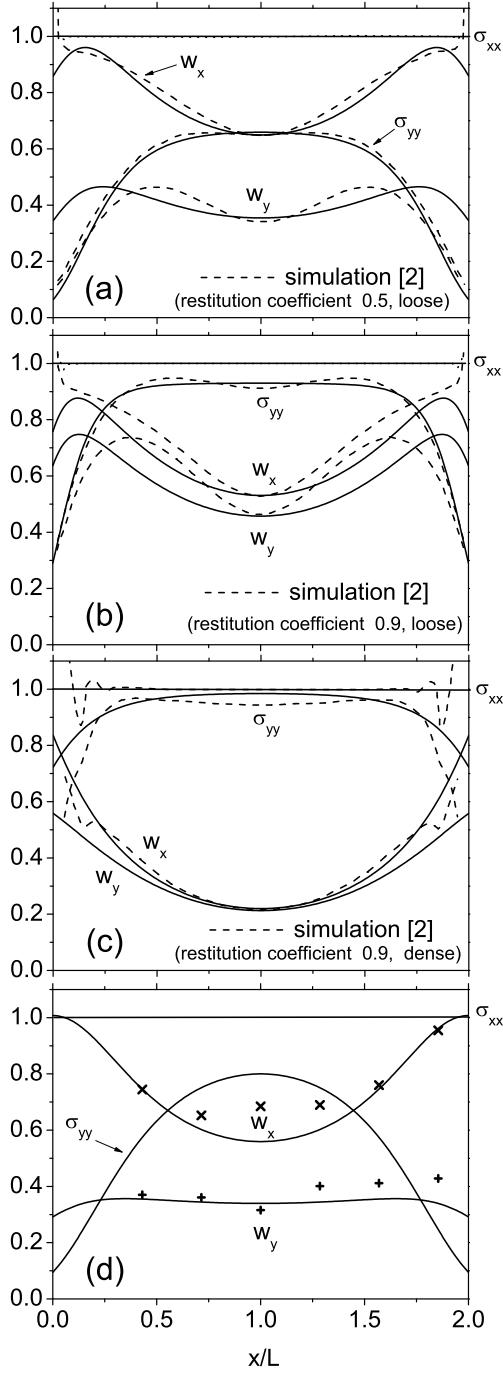 1.0
σxx
wx
0.8
σyy
0.6
wy
0.4
0.2
(a)
simulation [2]
(restitution coefficient 0.5, loose)
0.0
1.0
σxx
σyy
0.8
0.6
wx
0.4
wy
0.2
(b)
simulation [2]
(restitution coefficient 0.9, loose)
0.0
1.0
σxx
σyy
0.8
0.6
wx
wy
0.4
0.2
(c)
simulation [2]
(restitution coefficient 0.9, dense)
0.0
1.0
σxx
0.8
σyy
wx
0.6
0.4
wy
0.2
(d)
0.0
0.0 0.5 1.0 1.5 2.0
x/L